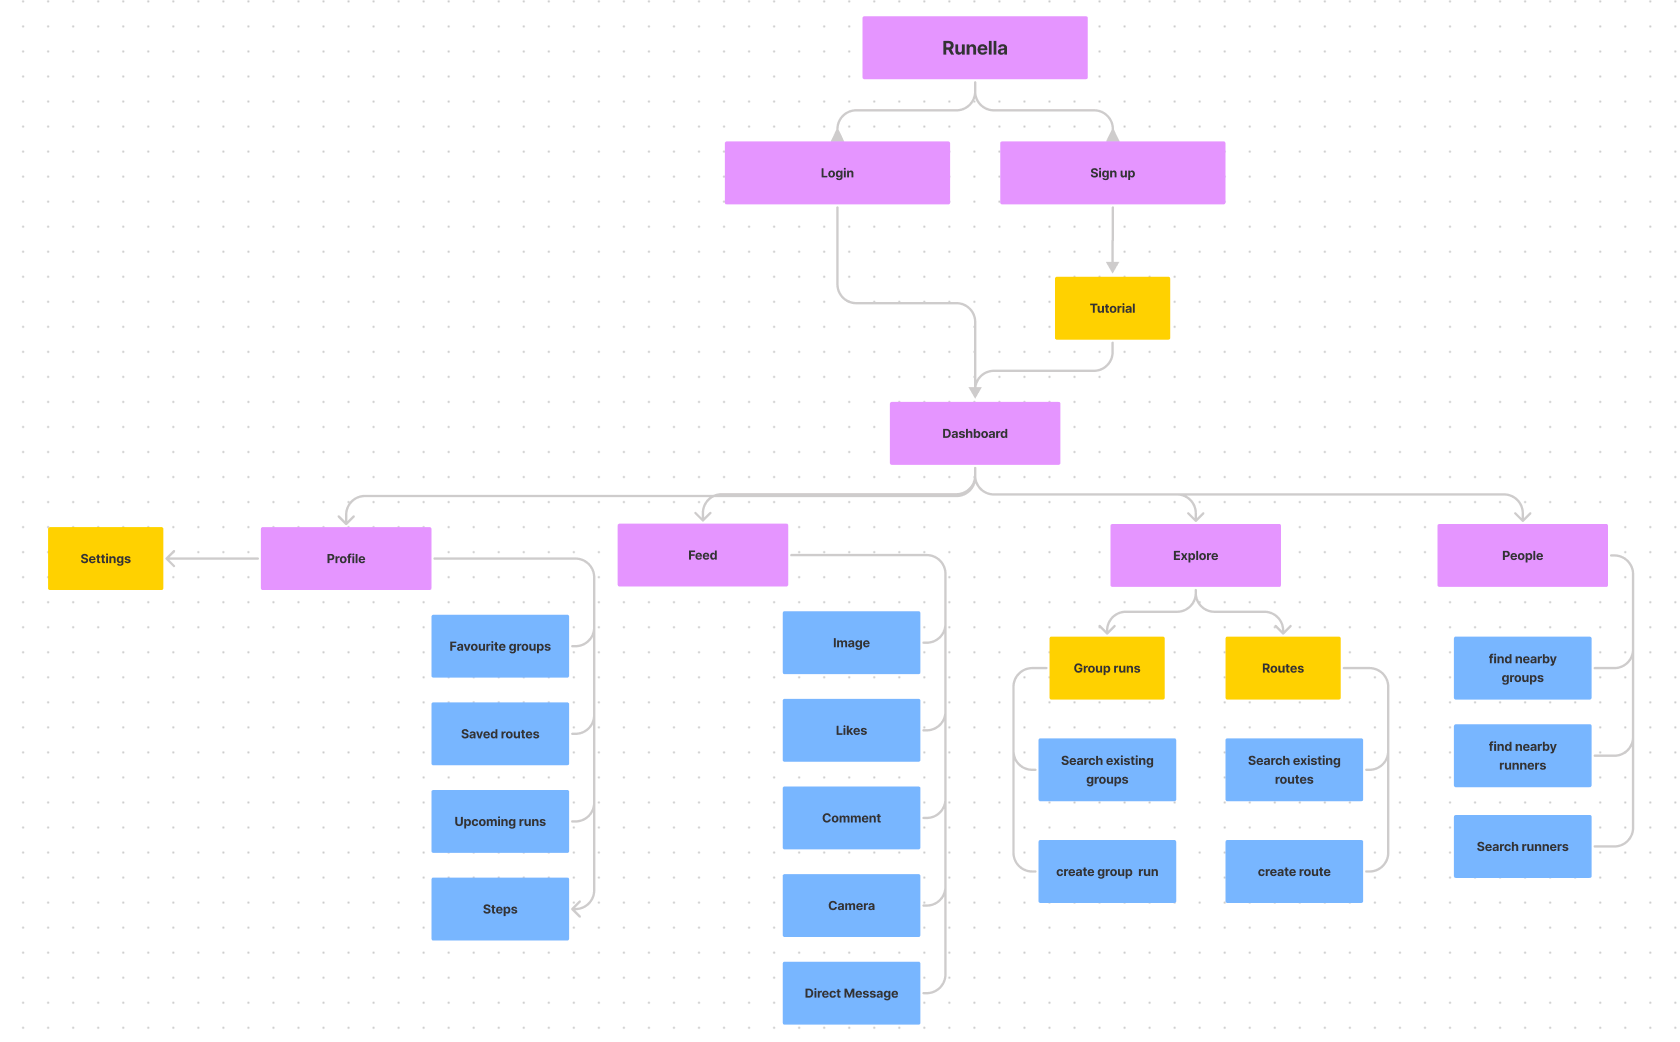 Runella
Login
Sign up
Tutorial
Dashboard
Settings
Profile
Feed
Explore
People
Favourite groups
Saved routes
Upcoming runs
Steps
Image
Likes
Comment
Camera
Direct Message
Group runs
Routes
Search existing
groups
create group  run
Search existing
routes
create route
find nearby
groups
find nearby
runners
Search runners